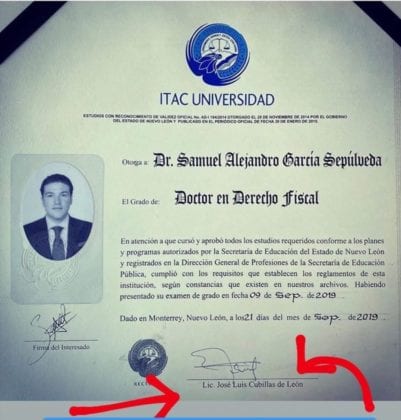 ITAC UNIVERSIDAD
ESTUDIOS CON RECONOCIMIENTO DE VALIDEZ OFICIAL No. AD-I 194/2014 OTORGADO EL 28 DE NOVIEMBRE DE 2014 POR EL GOBIERNO
DEL ESTADO DE NUEVO LEÓN Y PUBLICADO EN EL PERIÓDICO OFICIAL DE FECHA 30 DE ENERO DE 2015.
Otorga a: Dr. Samuel Alejandro García Sepúlveda
El Grado de: Doctor en Derecho Fiscal
En atención a que cursó y aprobó todos los estudios requeridos conforme a los planes
y programas autorizados por la Secretaría de Educación del Estado de Nuevo León
y registrados en la Dirección General de Profesiones de la Secretaría de Educación
Pública, cumplió con los requisitos que establecen los reglamentos de esta
institución, según constancias que existen en nuestros archivos. Habiendo
presentado su examen de grado en fecha 09 Sep. 2019
Dado en Monterrey, Nuevo León, a los 21 días del mes de Sep. 2019
Firma del Interesado
REC
Lic. José Luis Cubillas de León